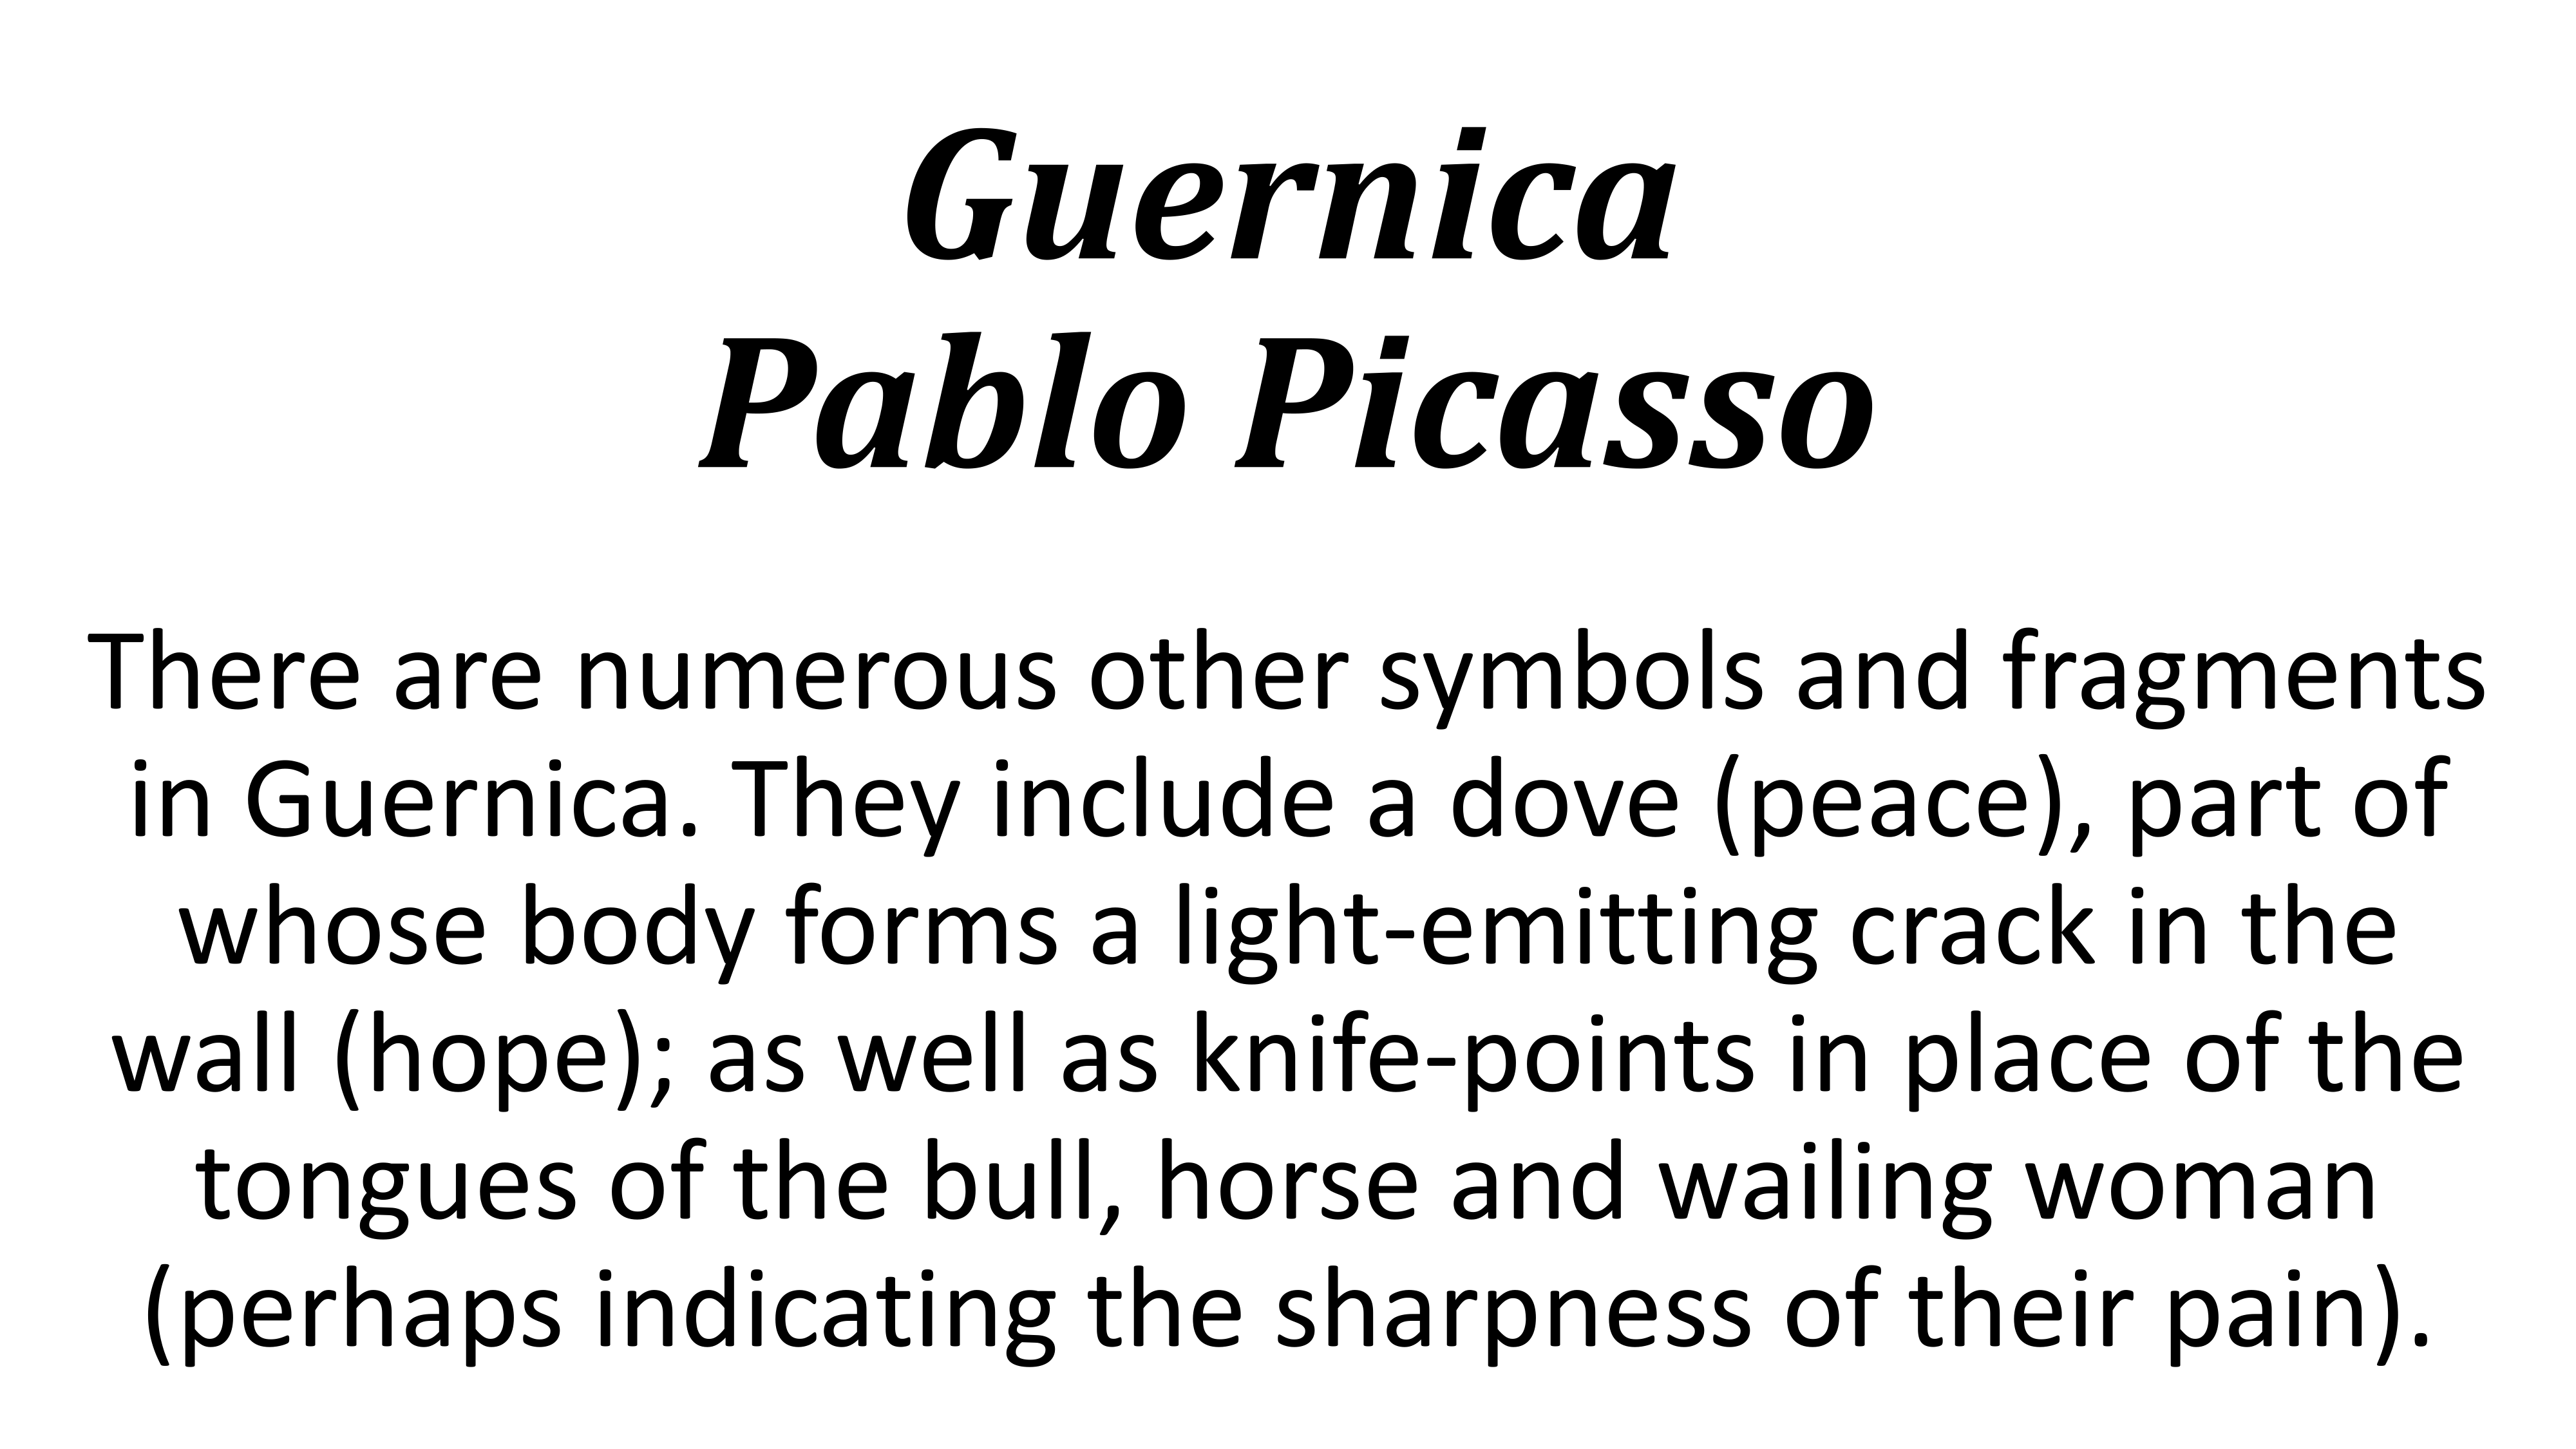 Guernica
Pablo Picasso
There are numerous other symbols and fragments
in Guernica. They include a dove (peace), part of
whose body forms a light-emitting crack in the
wall (hope); as well as knife-points in place of the
tongues of the bull, horse and wailing woman
(perhaps indicating the sharpness of their pain).